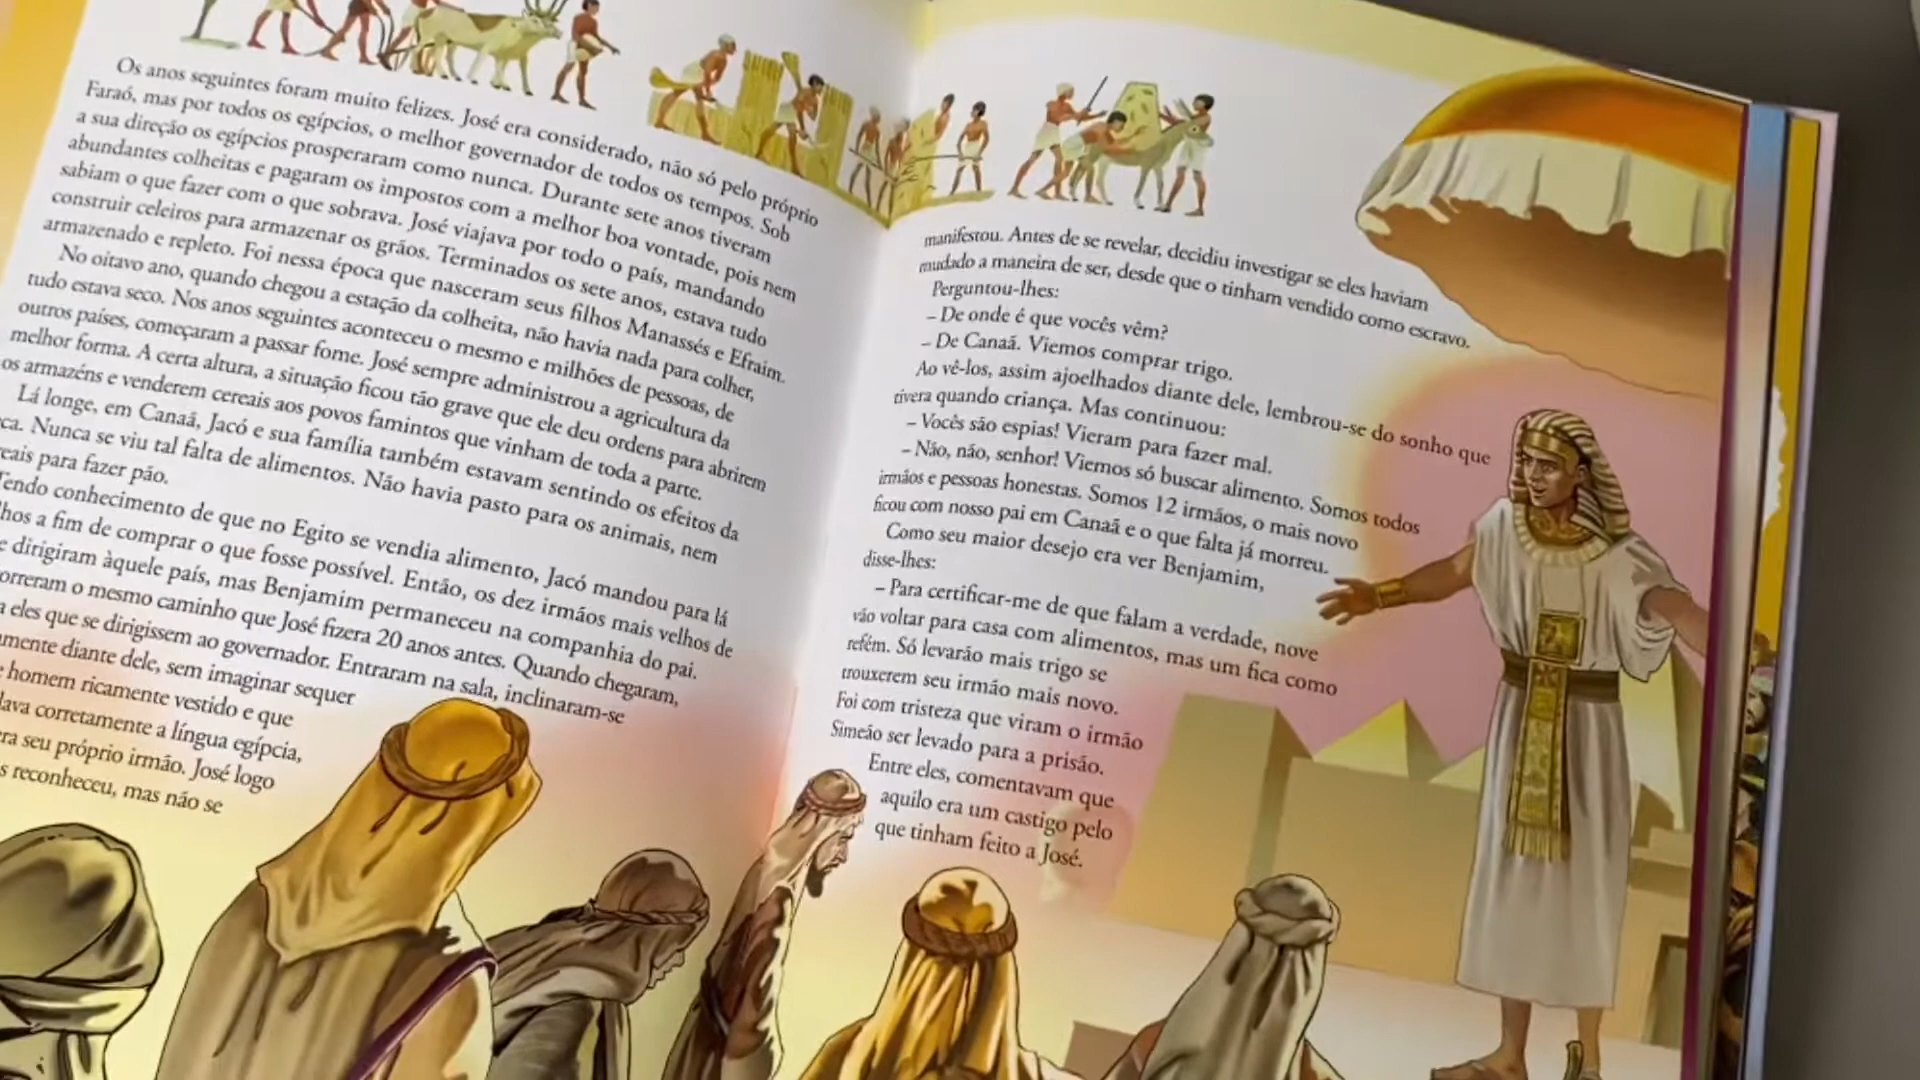 Os anos seguintes foram muito felizes. José era considerado, não só pelo próprio
Faraó, mas por todos os egípcios, o melhor governador de todos os tempos. Sob
a sua direção os egípcios prosperaram como nunca. Durante sete anos tiveram
abundantes colheitas e pagaram os impostos com a melhor boa vontade, pois nem
sabiam o que fazer com o que sobrava. José viajava por todo o país, mandando
construir celeiros para armazenar os grãos. Terminados os sete anos, estava tudo
armazenado e repleto. Foi nessa época que nasceram seus filhos Manassés e Efraim.
No oitavo ano, quando chegou a estação da colheita, não havia nada para colher,
tudo estava seco. Nos anos seguintes aconteceu o mesmo e milhões de pessoas, de
outros países, começaram a passar fome. José sempre administrou a agricultura da
melhor forma. A certa altura, a situação ficou tão grave que ele deu ordens para abrirem
os armazéns e venderem cereais aos povos famintos que vinham de toda a parte.
Lá longe, em Canaã, Jacó e sua família também estavam sentindo os efeitos da
ca. Nunca se viu tal falta de alimentos. Não havia pasto para os animais, nem
eais para fazer pão.
Tendo conhecimento de que no Egito se vendia alimento, Jacó mandou para lá
hos a fim de comprar o que fosse possível. Então, os dez irmãos mais velhos de
e dirigiram àquele país, mas Benjamim permaneceu na companhia do pai.
orreram o mesmo caminho que José fizera 20 anos antes. Quando chegaram,
a eles que se dirigissem ao governador. Entraram na sala, inclinaram-se
mente diante dele, sem imaginar sequer
homem ricamente vestido e que
lava corretamente a língua egípcia,
ra seu próprio irmão. José logo
s reconheceu, mas não se
manifestou. Antes de se revelar, decidiu investigar se eles haviam
mudado a maneira de ser, desde que o tinham vendido como escravo.
Perguntou-lhes:
– De onde é que vocês vêm?
– De Canaã. Viemos comprar trigo.
Ao vê-los, assim ajoelhados diante dele, lembrou-se do sonho que
tivera quando criança. Mas continuou:
– Vocês são espias! Vieram para fazer mal.
– Não, não, senhor! Viemos só buscar alimento. Somos todos
irmãos e pessoas honestas. Somos 12 irmãos, o mais novo
ficou com nosso pai em Canaã e o que falta já morreu.
Como seu maior desejo era ver Benjamim,
disse-lhes:
– Para certificar-me de que falam a verdade, nove
vão voltar para casa com alimentos, mas um fica como
refém. Só levarão mais trigo se
trouxerem seu irmão mais novo.
Foi com tristeza que viram o irmão
Simeão ser levado para a prisão.
Entre eles, comentavam que
aquilo era um castigo pelo
que tinham feito a José.